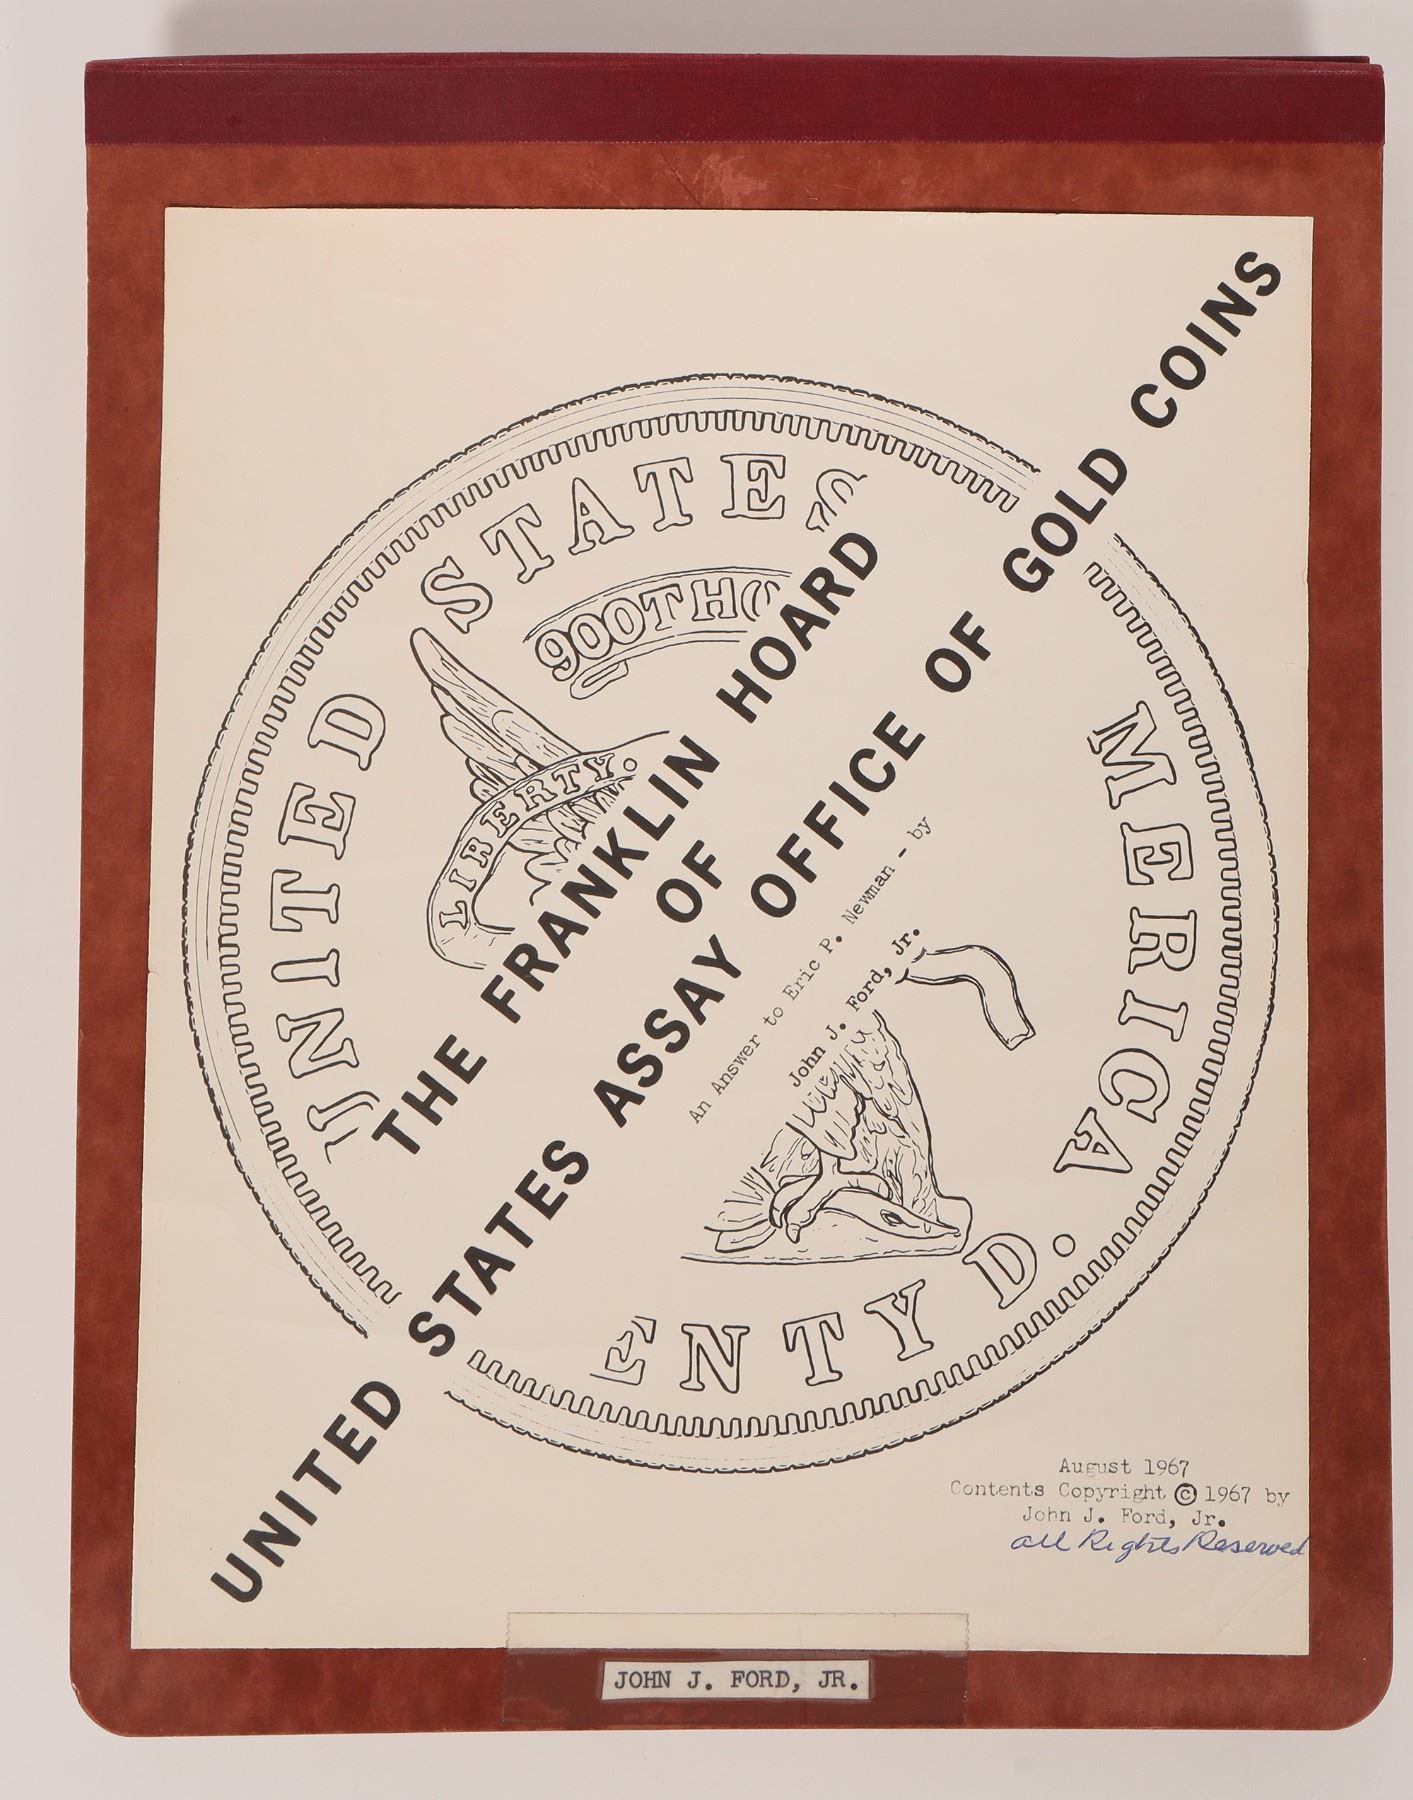 UNITED STATES
MERICA
900THO
LIBERTY.
ENTY D.
THE FRANKLIN HOARD
OF
UNITED STATES ASSAY OFFICE OF GOLD COINS
An Answer to Eric P. Newman - by
John J. Ford, Jr.
August 1967
Contents Copyright © 1967 by
John J. Ford, Jr.
all Rights Reserved
JOHN J. FORD, JR.